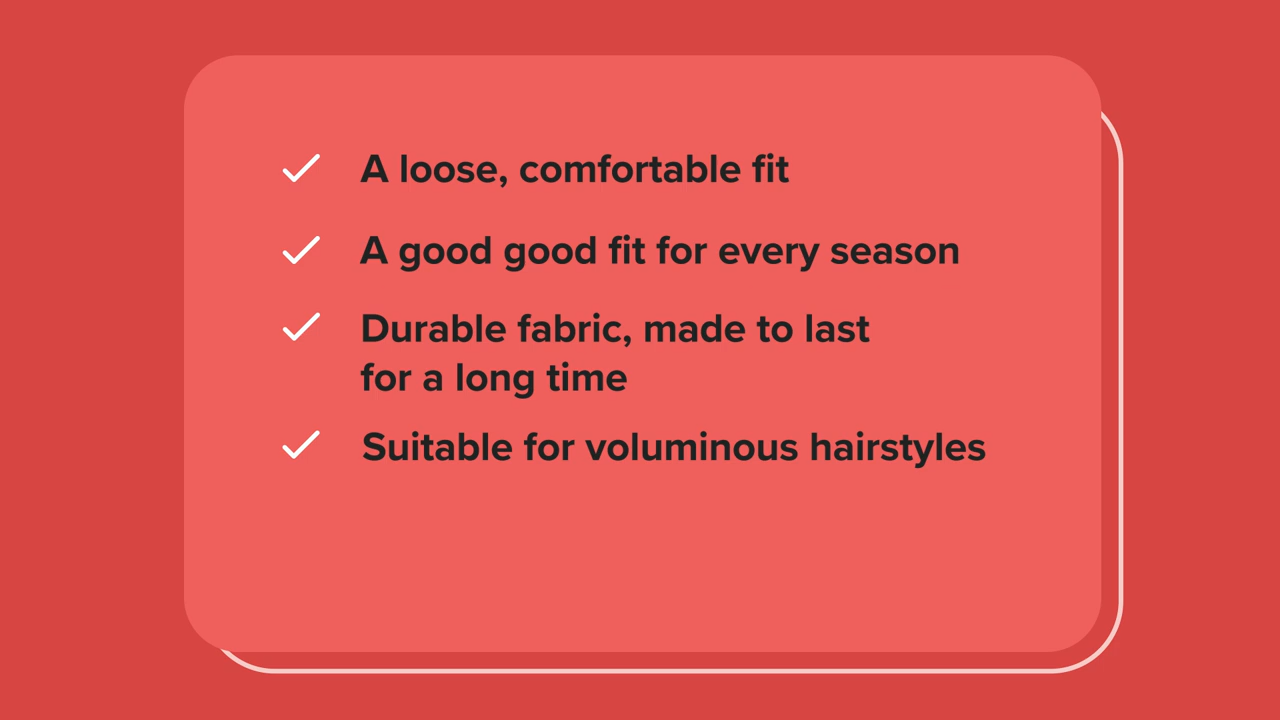 A loose, comfortable fit
A good good fit for every season
Durable fabric, made to last
for a long time
Suitable for voluminous hairstyles